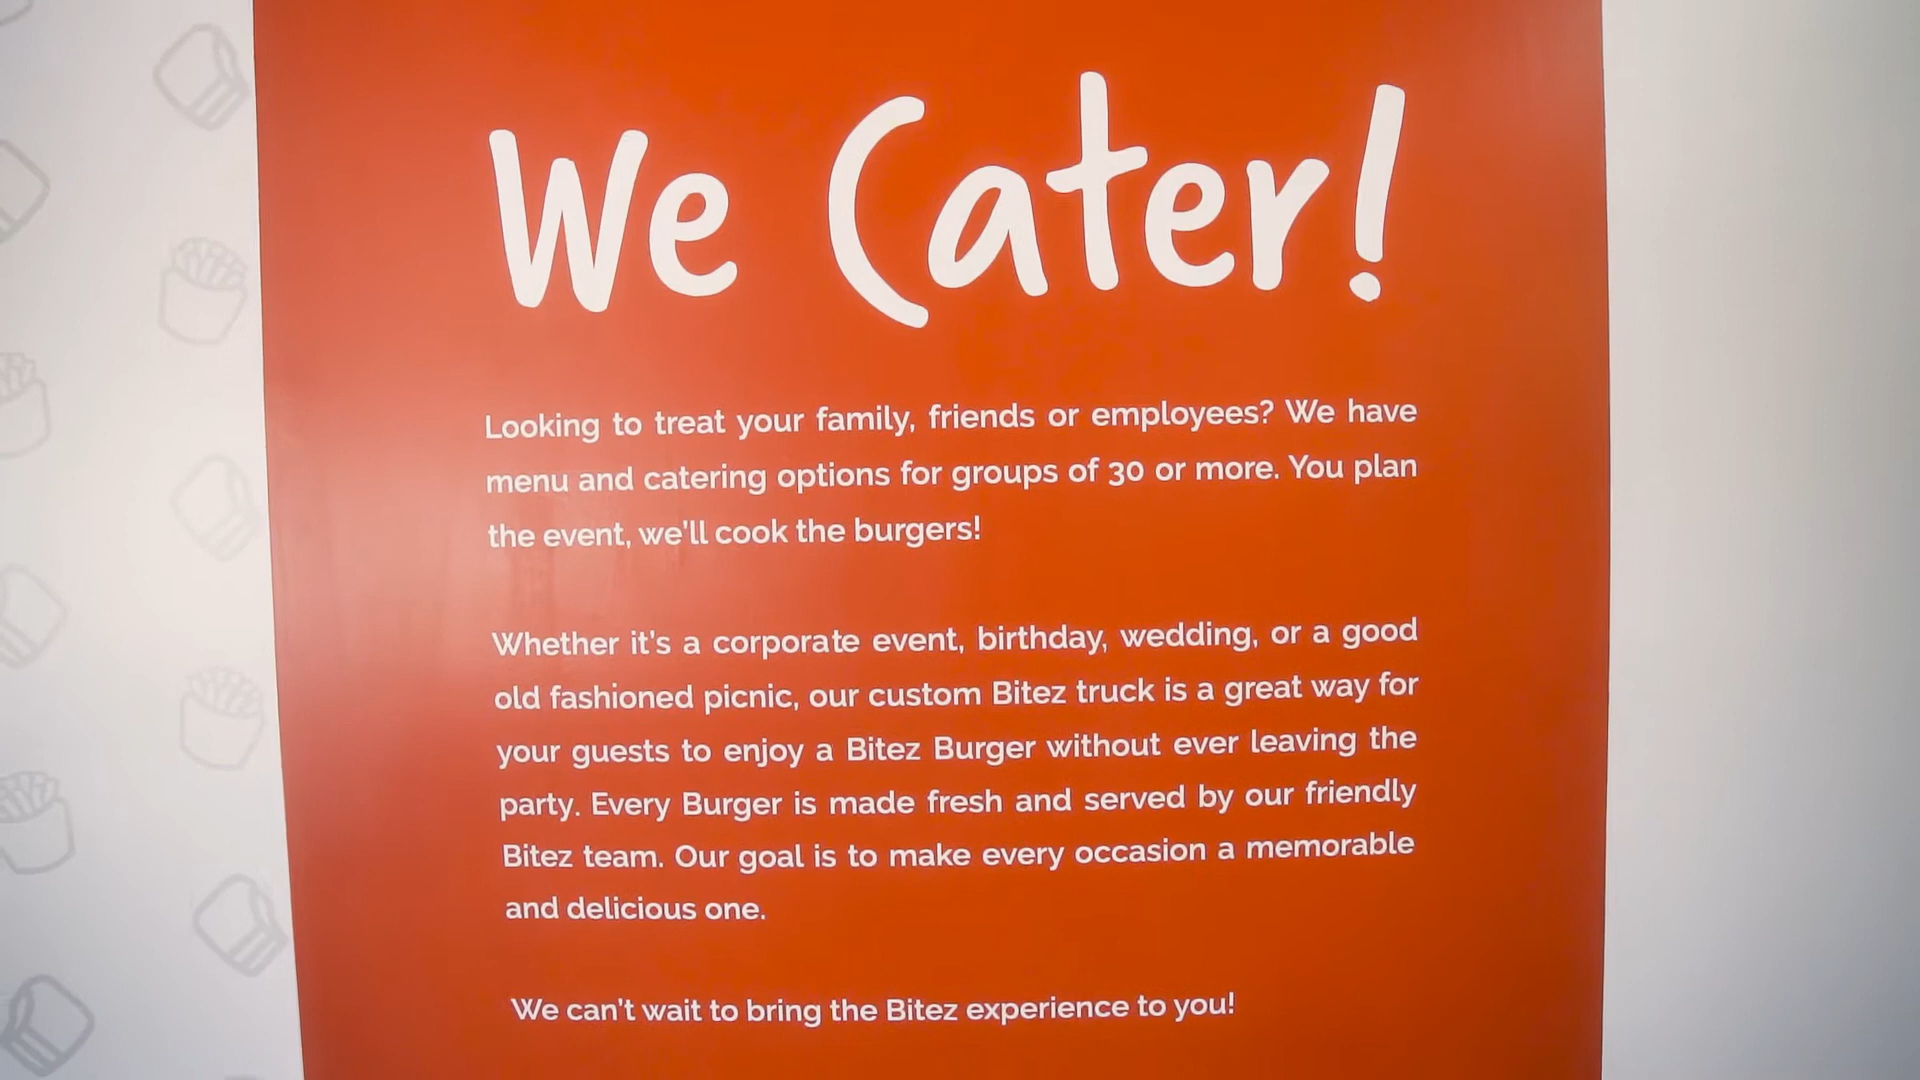 We Cater!
Looking to treat your family, friends or employees? We have
menu and catering options for groups of 30 or more. You plan
the event, we'll cook the burgers!
Whether it's a corporate event, birthday, wedding, or a good
old fashioned picnic, our custom Bitez truck is a great way for
your guests to enjoy a Bitez Burger without ever leaving the
party. Every Burger is made fresh and served by our friendly
Bitez team. Our goal is to make every occasion a memorable
and delicious one.
We can't wait to bring the Bitez experience to you!